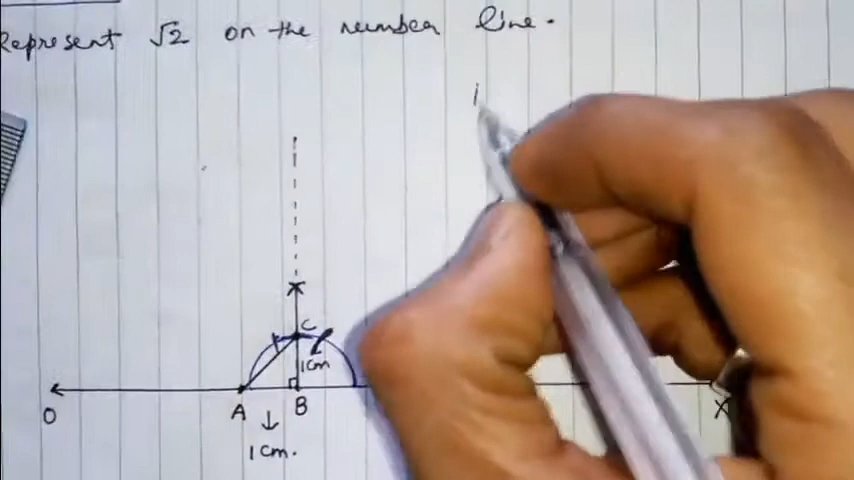 Represent √2 on the number line.
C
1cm
O
A
B
X
↓
1cm.